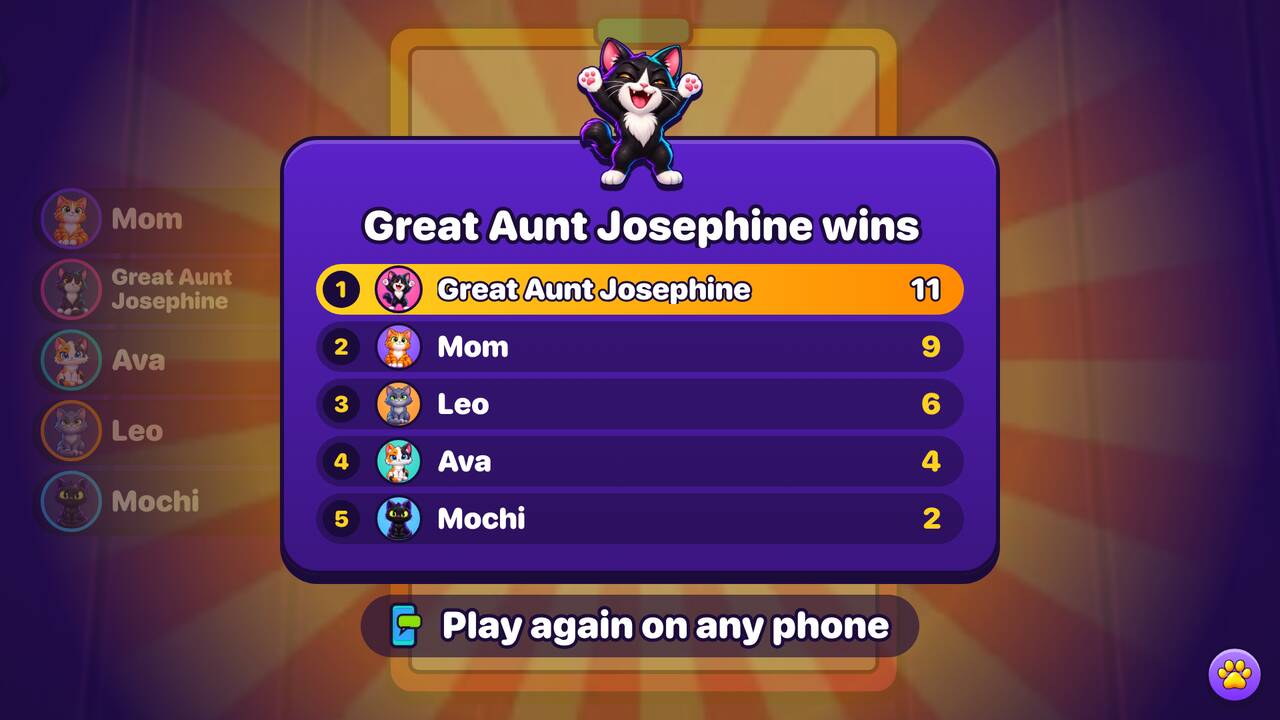 Mom
Great Aunt
Josephine
Ava
Leo
Mochi
Great Aunt Josephine wins
1 Great Aunt Josephine 11
2 Mom 9
3 Leo 6
4 Ava 4
5 Mochi 2
Play again on any phone